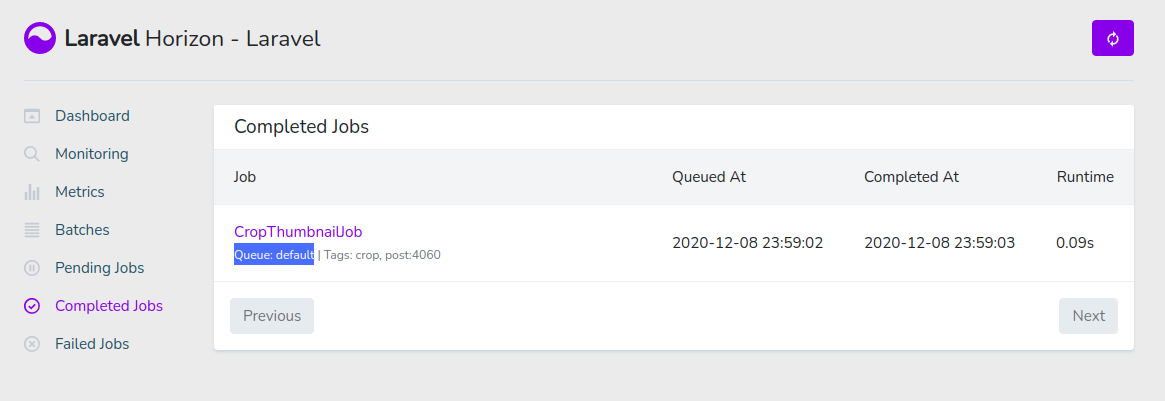 Laravel Horizon - Laravel
Dashboard
Monitoring
Metrics
Batches
Pending Jobs
Completed Jobs
Failed Jobs
Completed Jobs
Job Queued At Completed At Runtime
CropThumbnailJob 2020-12-08 23:59:02 2020-12-08 23:59:03 0.09s
Queue: default | Tags: crop, post:4060
Previous Next